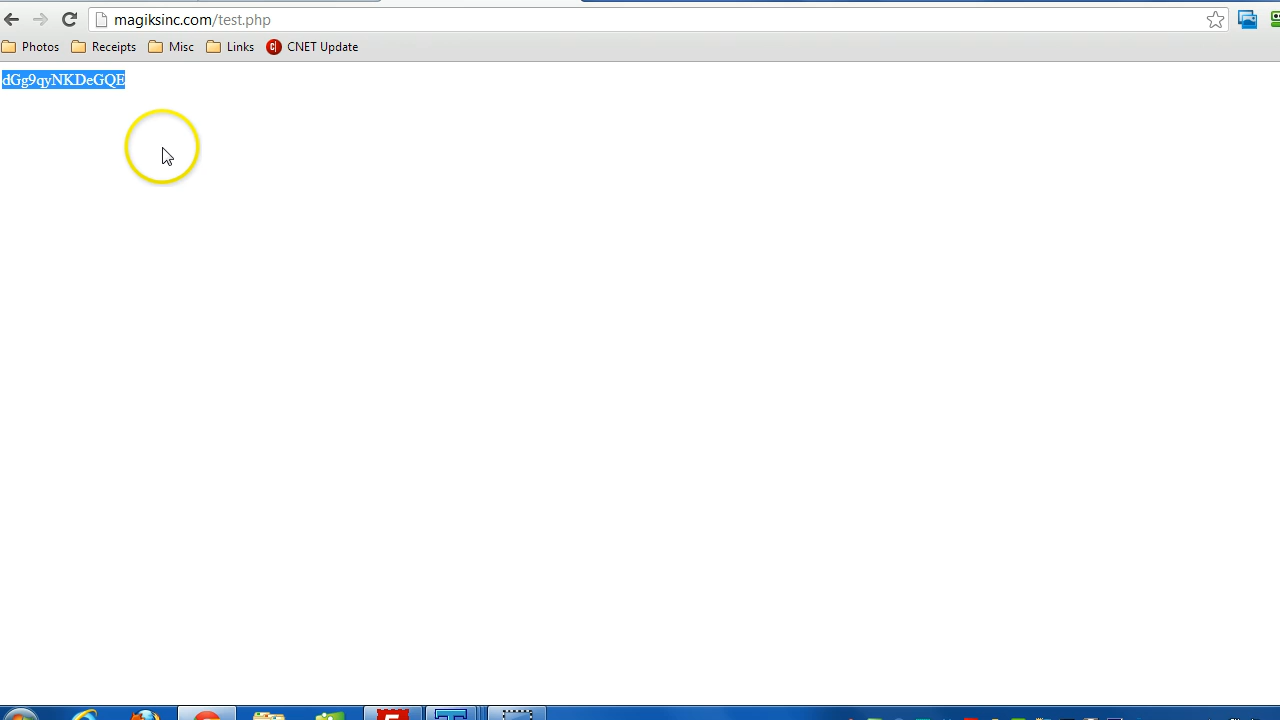 magiksinc.com/test.php
Photos Receipts Misc Links CNET Update
dGg9qyNKDeGQE